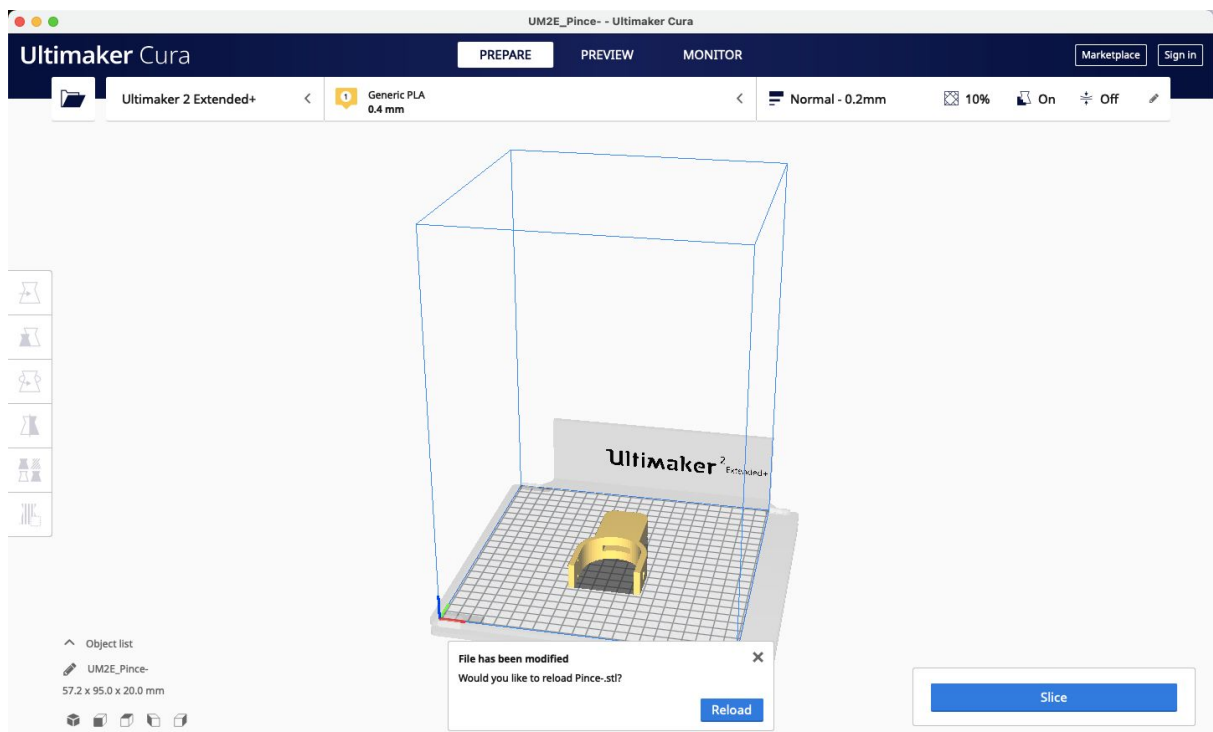 UM2E_Pince- - Ultimaker Cura
Ultimaker Cura
PREPARE
PREVIEW
MONITOR
Marketplace
Sign in
Ultimaker 2 Extended+
1
Generic PLA
0.4 mm
Normal - 0.2mm
10%
On
Off
Ultimaker 2
Extended+
Object list
UM2E_Pince-
57.2 x 95.0 x 20.0 mm
File has been modified
Would you like to reload Pince-.stl?
Reload
Slice